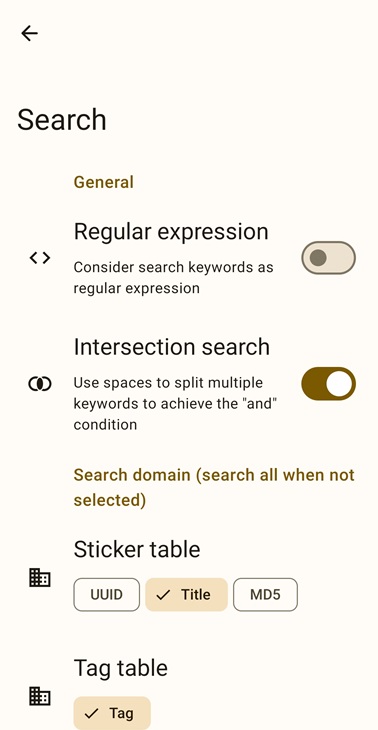 Search
General
Regular expression
Consider search keywords as
regular expression
Intersection search
Use spaces to split multiple
keywords to achieve the "and"
condition
Search domain (search all when not
selected)
Sticker table
UUID Title MD5
Tag table
Tag